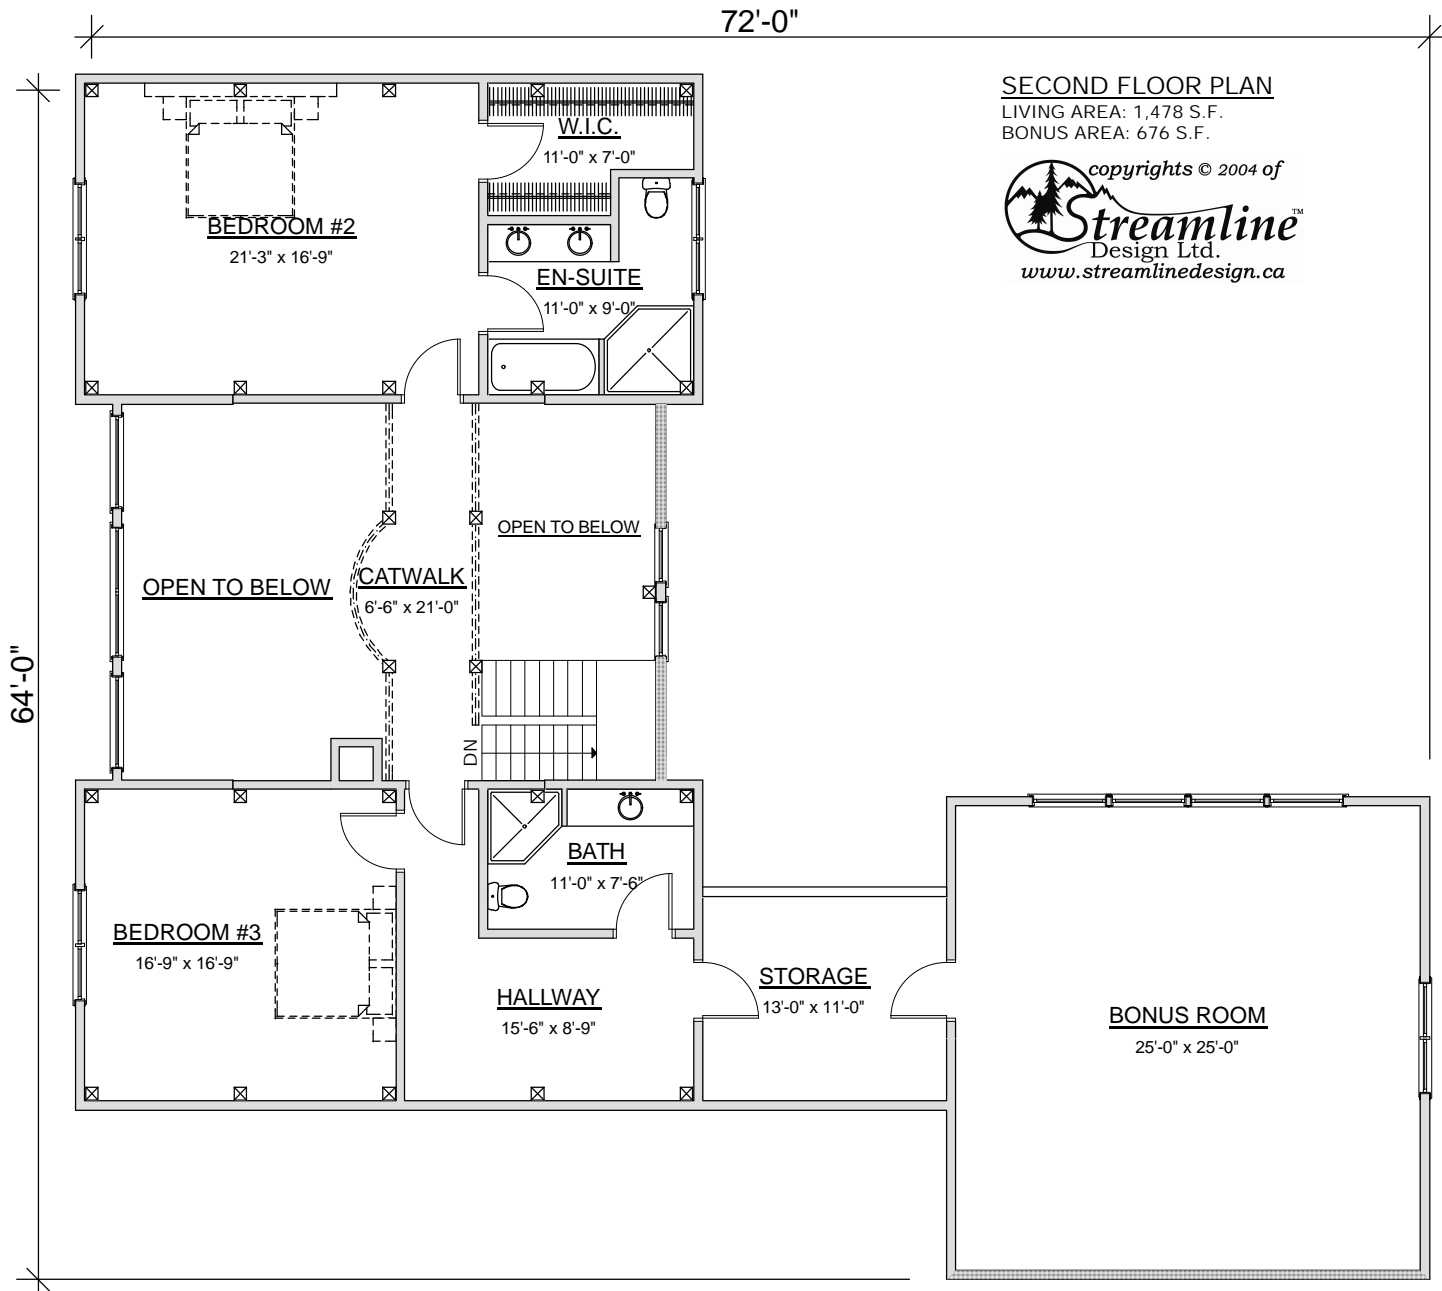 72'-0"
SECOND FLOOR PLAN
LIVING AREA: 1,478 S.F.
BONUS AREA: 676 S.F.
copyrights © 2004 of
Streamline™
Design Ltd.
www.streamlinedesign.ca
W.I.C.
11'-0" x 7'-0"
BEDROOM #2
21'-3" x 16'-9"
EN-SUITE
11'-0" x 9'-0"
OPEN TO BELOW
OPEN TO BELOW
CATWALK
6'-6" x 21'-0"
64'-0"
DN
BATH
11'-0" x 7'-6"
BEDROOM #3
16'-9" x 16'-9"
HALLWAY
15'-6" x 8'-9"
STORAGE
13'-0" x 11'-0"
BONUS ROOM
25'-0" x 25'-0"